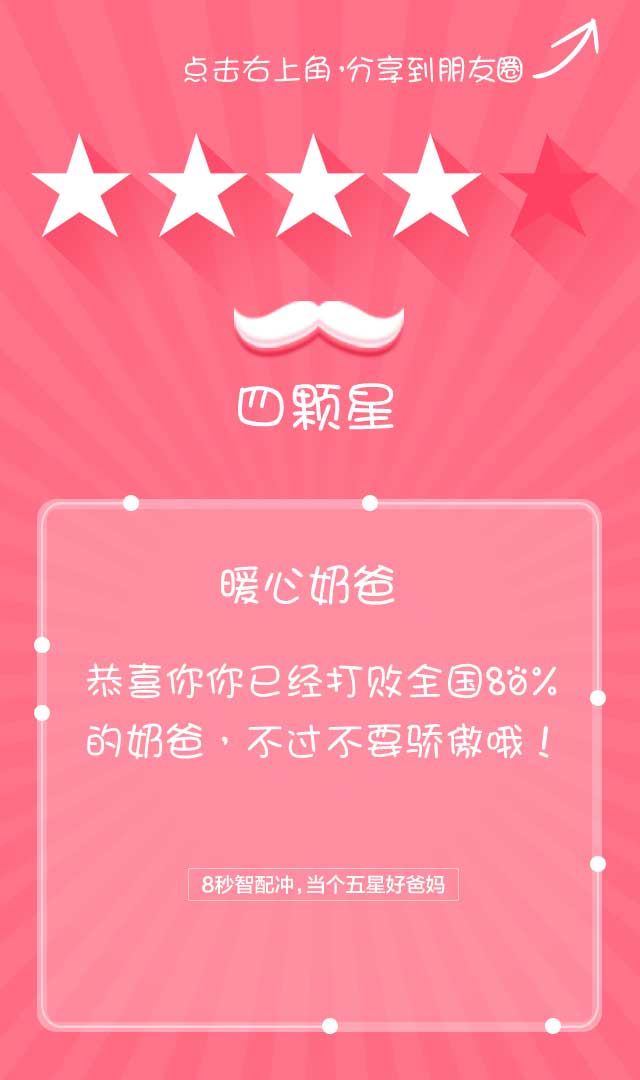 点击右上角,分享到朋友圈
四颗星
暖心奶爸
恭喜你你已经打败全国80%
的奶爸，不过不要骄傲哦！
8秒智配冲，当个五星好爸妈